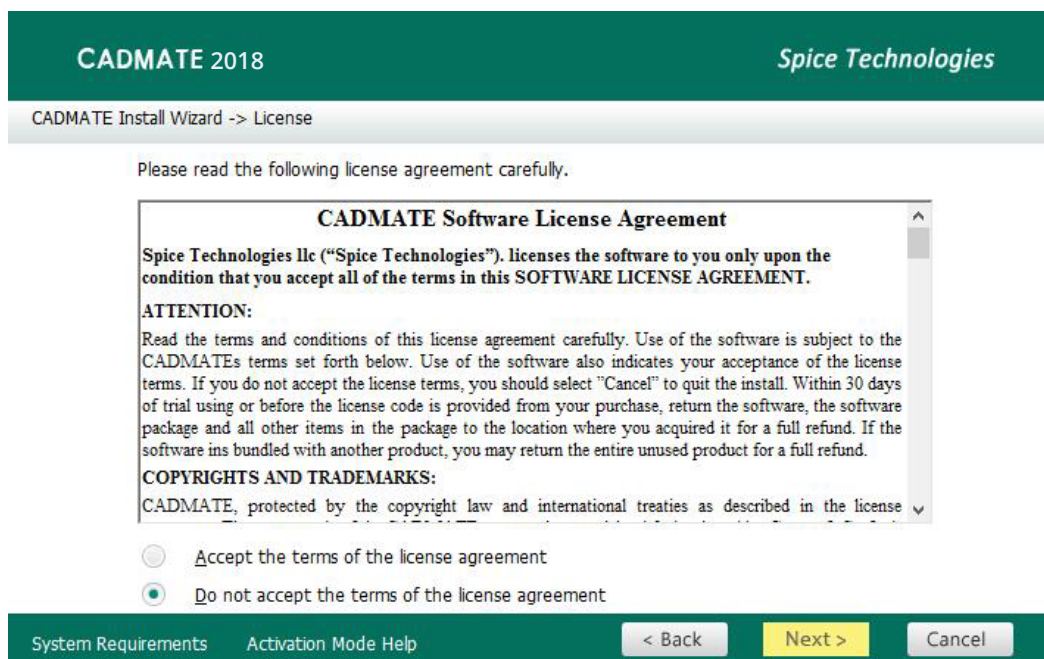 CADMATE 2018
Spice Technologies
CADMATE Install Wizard -> License
Please read the following license agreement carefully.
CADMATE Software License Agreement
Spice Technologies llc (“Spice Technologies”). licenses the software to you only upon the
condition that you accept all of the terms in this SOFTWARE LICENSE AGREEMENT.
ATTENTION:
Read the terms and conditions of this license agreement carefully. Use of the software is subject to the
CADMATEs terms set forth below. Use of the software also indicates your acceptance of the license
terms. If you do not accept the license terms, you should select ”Cancel” to quit the install. Within 30 days
of trial using or before the license code is provided from your purchase, return the software, the software
package and all other items in the package to the location where you acquired it for a full refund. If the
software ins bundled with another product, you may return the entire unused product for a full refund.
COPYRIGHTS AND TRADEMARKS:
CADMATE, protected by the copyright law and international treaties as described in the license
Accept the terms of the license agreement
Do not accept the terms of the license agreement
System Requirements Activation Mode Help < Back Next > Cancel